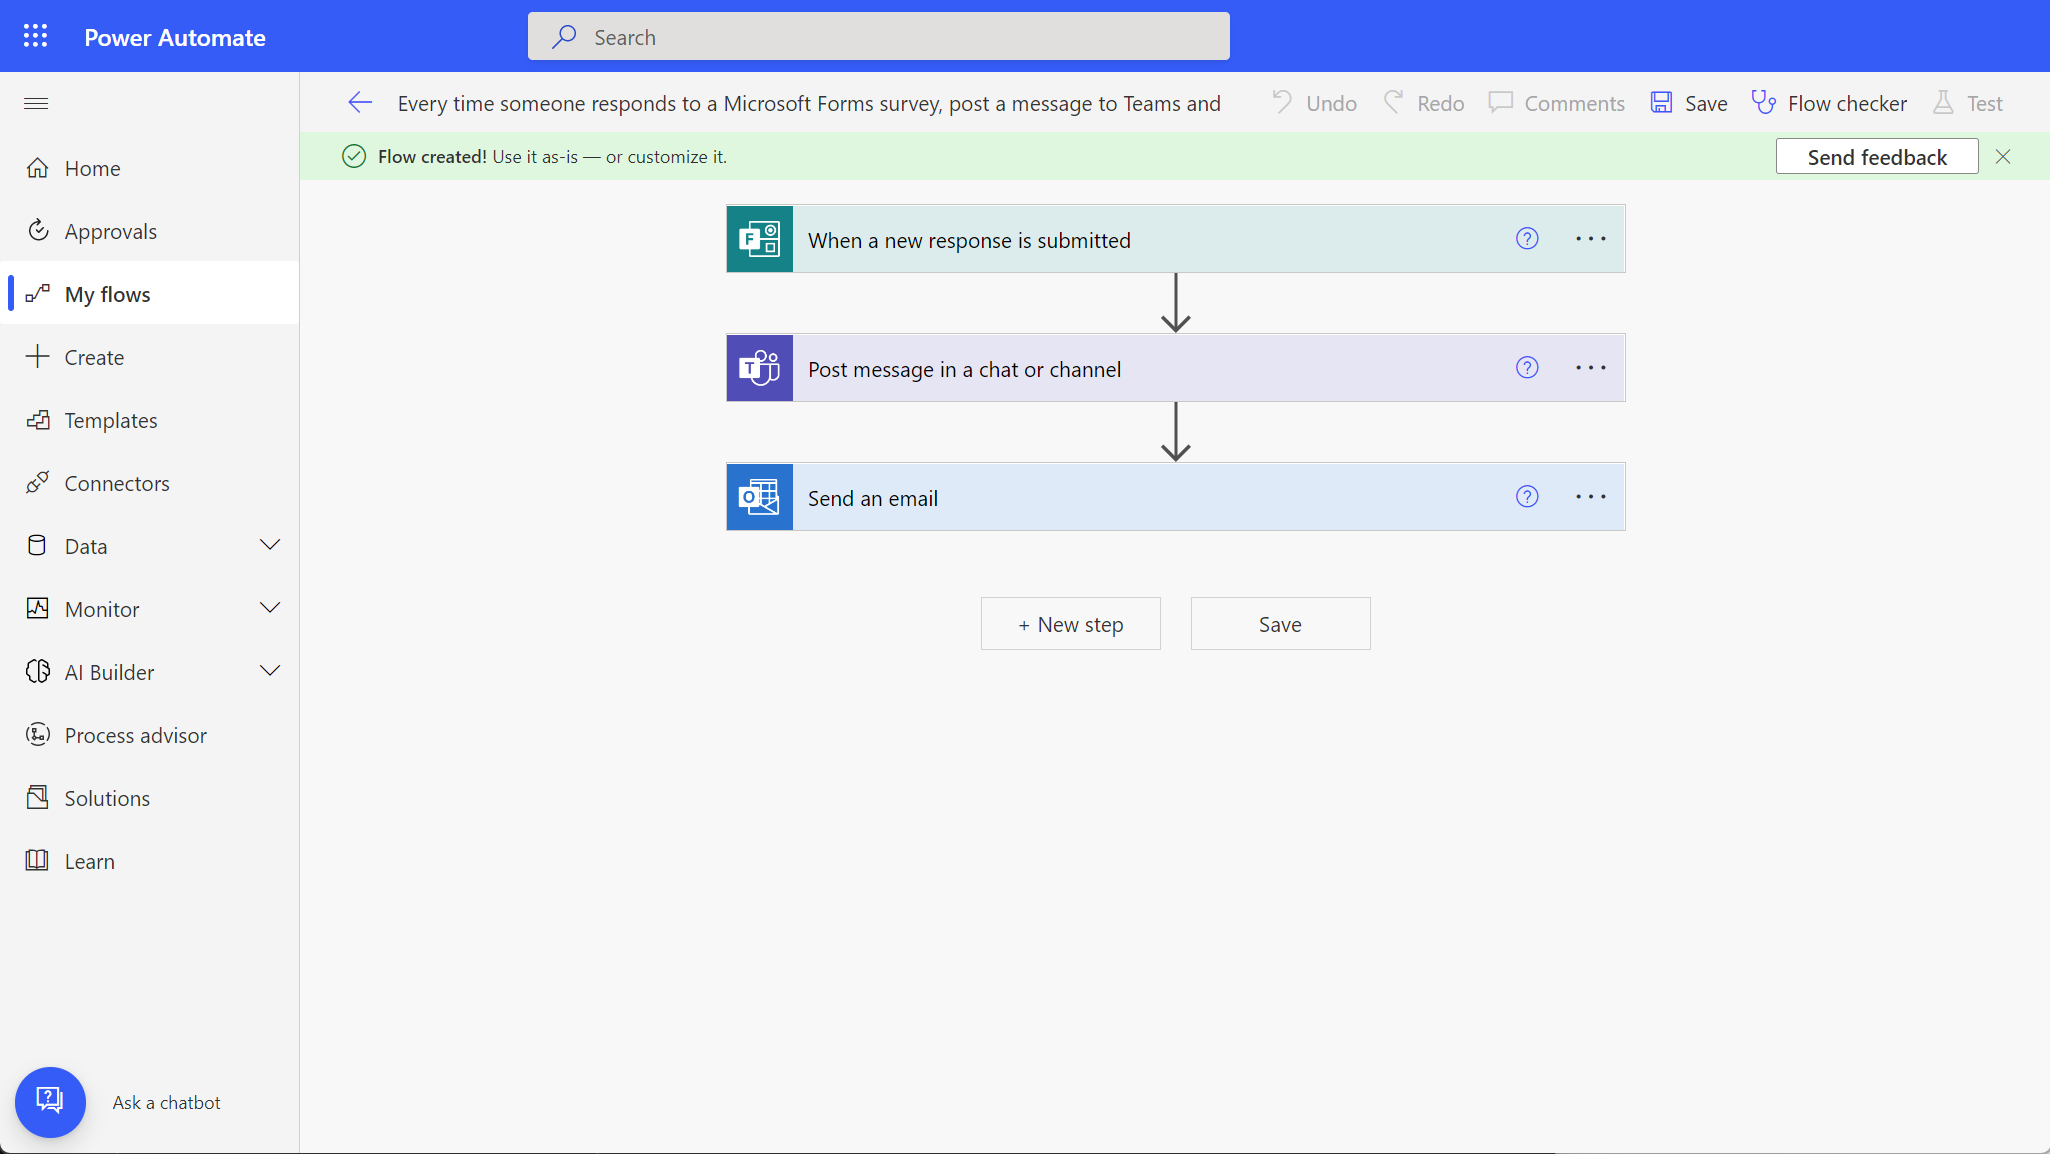 Power Automate
Search
Every time someone responds to a Microsoft Forms survey, post a message to Teams and
Undo
Redo
Comments
Save
Flow checker
Test
Flow created! Use it as-is — or customize it.
Send feedback
Home
Approvals
My flows
Create
Templates
Connectors
Data
Monitor
AI Builder
Process advisor
Solutions
Learn
Ask a chatbot
F
When a new response is submitted
?
T
Post message in a chat or channel
?
O
Send an email
?
+ New step
Save